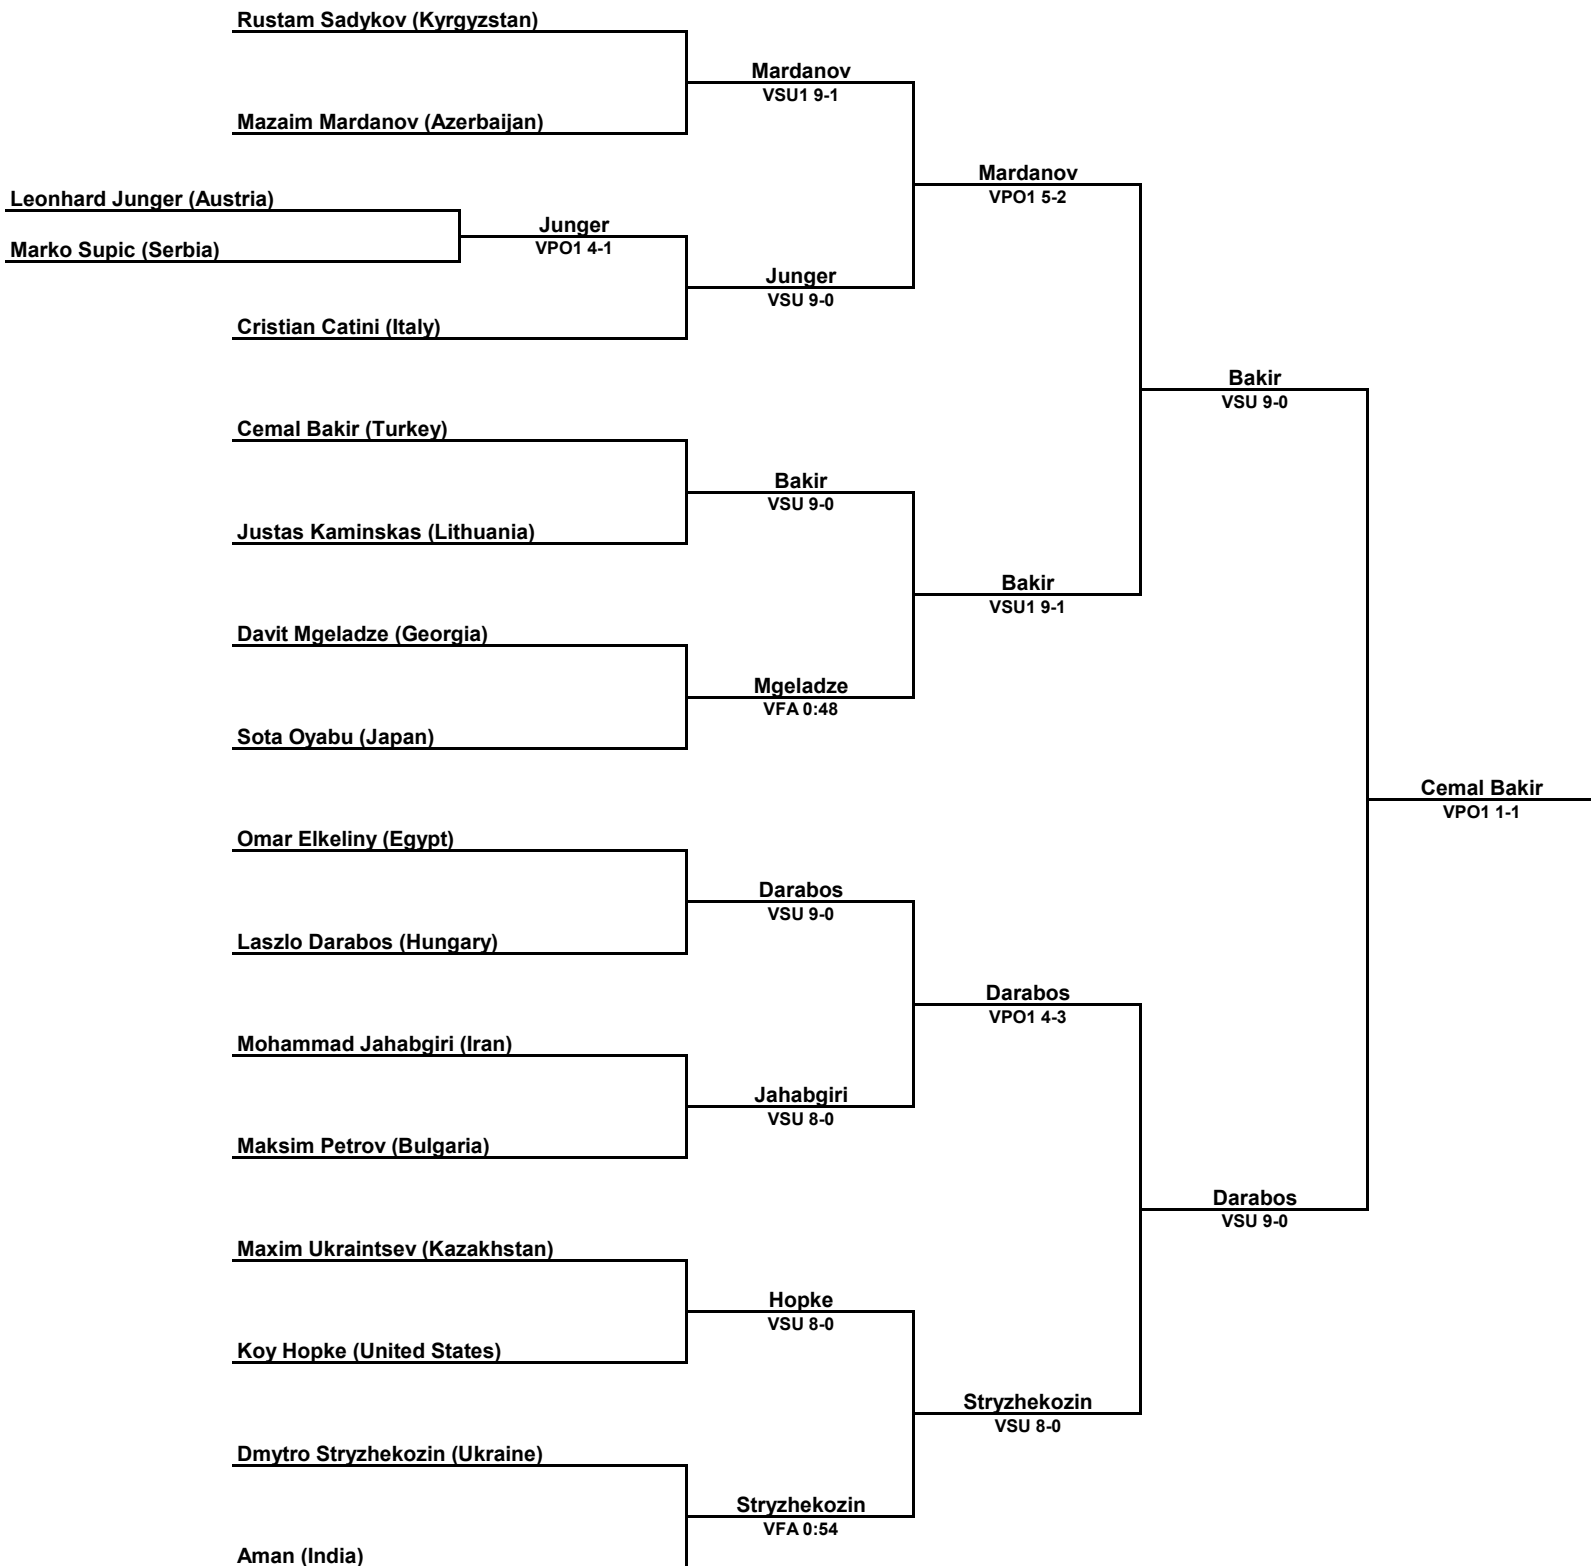 Rustam Sadykov (Kyrgyzstan)
Mardanov
VSU1 9-1
Mazaim Mardanov (Azerbaijan)
Mardanov
VPO1 5-2
Leonhard Junger (Austria)
Junger
VPO1 4-1
Marko Supic (Serbia)
Junger
VSU 9-0
Cristian Catini (Italy)
Bakir
VSU 9-0
Cemal Bakir (Turkey)
Bakir
VSU 9-0
Justas Kaminskas (Lithuania)
Bakir
VSU1 9-1
Davit Mgeladze (Georgia)
Mgeladze
VFA 0:48
Sota Oyabu (Japan)
Cemal Bakir
VPO1 1-1
Omar Elkeliny (Egypt)
Darabos
VSU 9-0
Laszlo Darabos (Hungary)
Darabos
VPO1 4-3
Mohammad Jahabgiri (Iran)
Jahabgiri
VSU 8-0
Maksim Petrov (Bulgaria)
Darabos
VSU 9-0
Maxim Ukraintsev (Kazakhstan)
Hopke
VSU 8-0
Koy Hopke (United States)
Stryzhekozin
VSU 8-0
Dmytro Stryzhekozin (Ukraine)
Stryzhekozin
VFA 0:54
Aman (India)